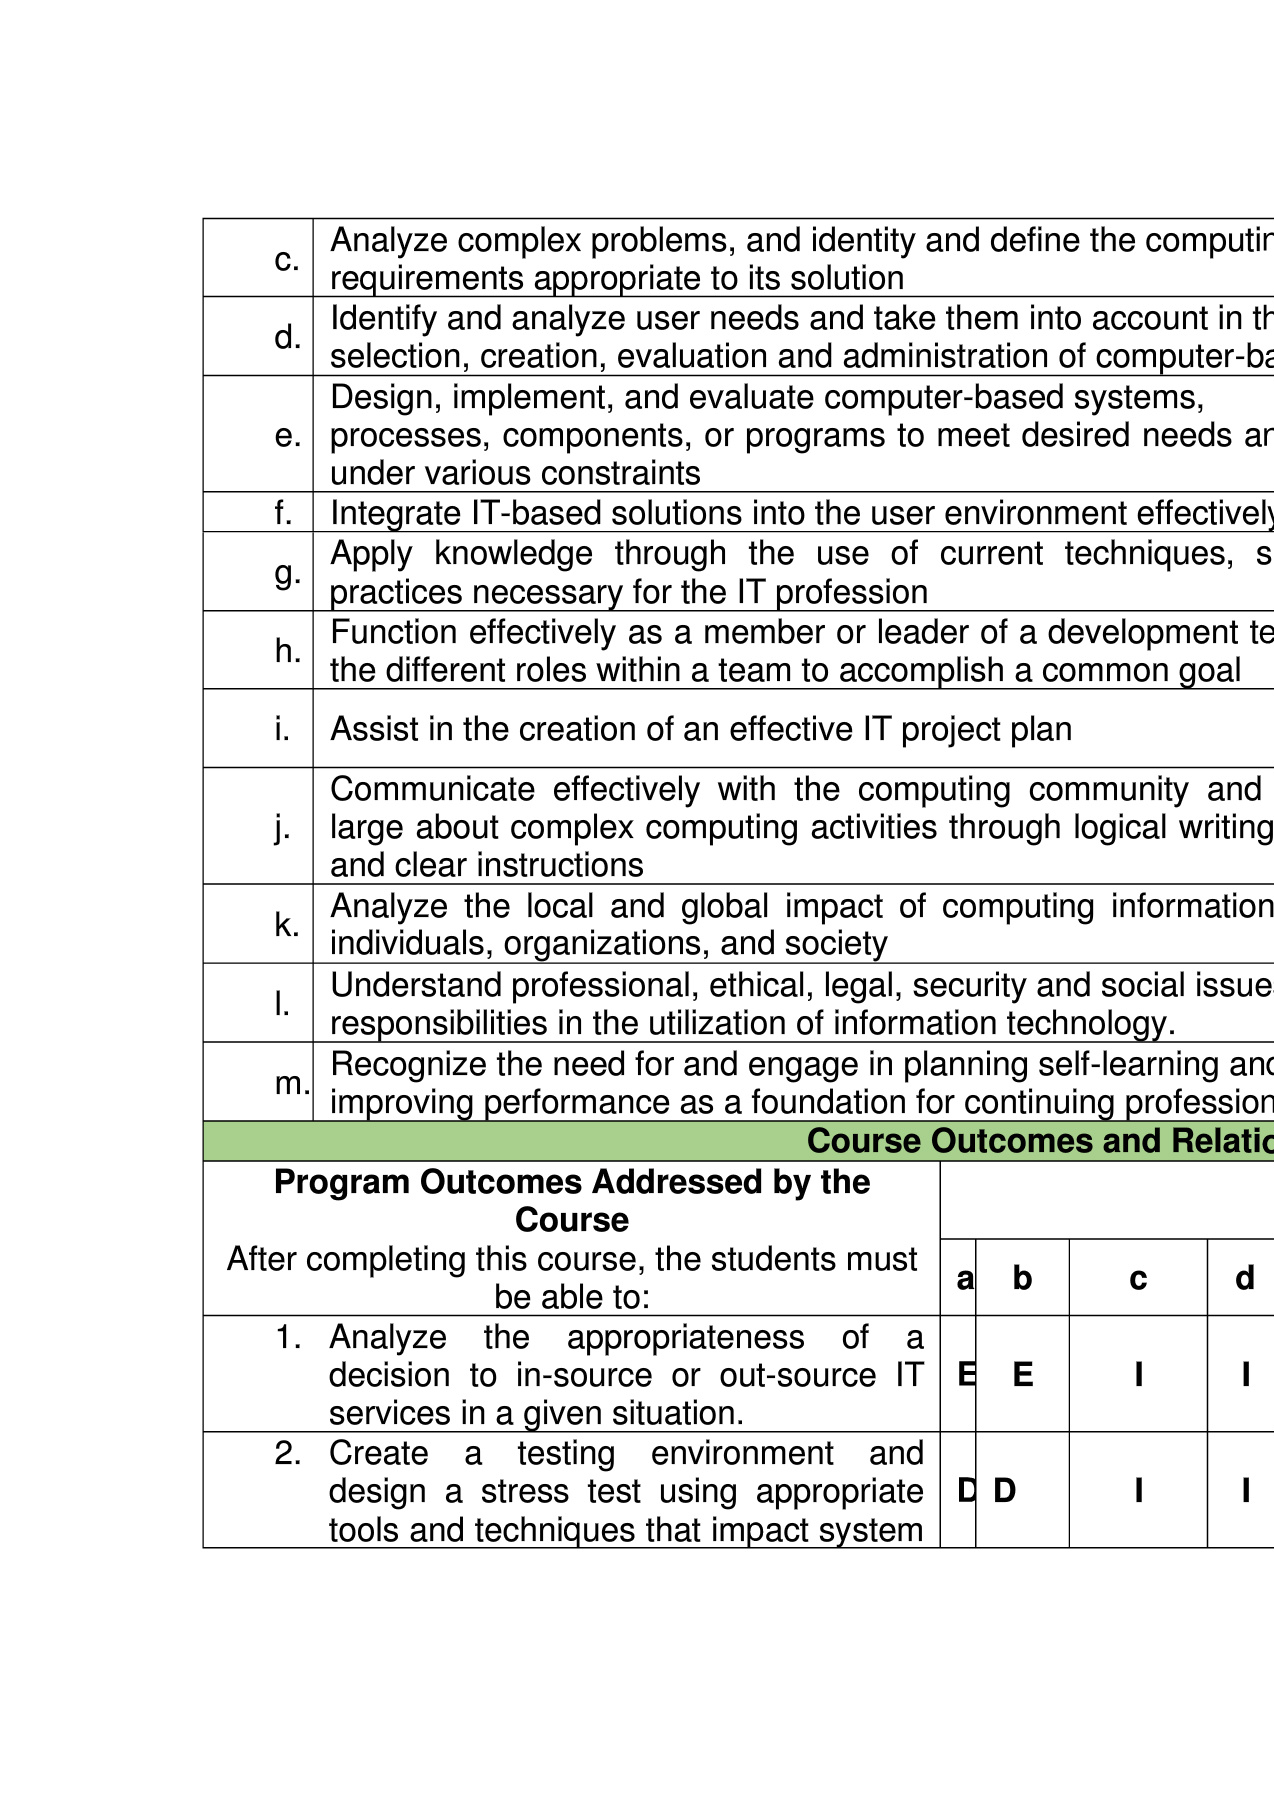 c.
Analyze complex problems, and identity and define the
requirements appropriate to its solution
d.
Identify and analyze user needs and take them into account in
selection, creation, evaluation and administration of
e.
Design, implement, and evaluate computer-based systems,
processes, components, or programs to meet desired needs
under various constraints
f.
Integrate IT-based solutions into the user environment effectively
g.
Apply knowledge through the use of current techniques,
practices necessary for the IT profession
h.
Function effectively as a member or leader of a development
the different roles within a team to accomplish a common goal
i.
Assist in the creation of an effective IT project plan
j.
Communicate effectively with the computing community and
large about complex computing activities through logical writing
and clear instructions
k.
Analyze the local and global impact of computing information
individuals, organizations, and society
l.
Understand professional, ethical, legal, security and social
responsibilities in the utilization of information technology.
m.
Recognize the need for and engage in planning self-learning
improving performance as a foundation for continuing
Course Outcomes and
Program Outcomes Addressed by the
Course
After completing this course, the students must
be able to:
a b c d
1. Analyze the appropriateness of a
decision to in-source or out-source IT
services in a given situation.
E E I I
2. Create a testing environment and
design a stress test using appropriate
tools and techniques that impact system
D D I I